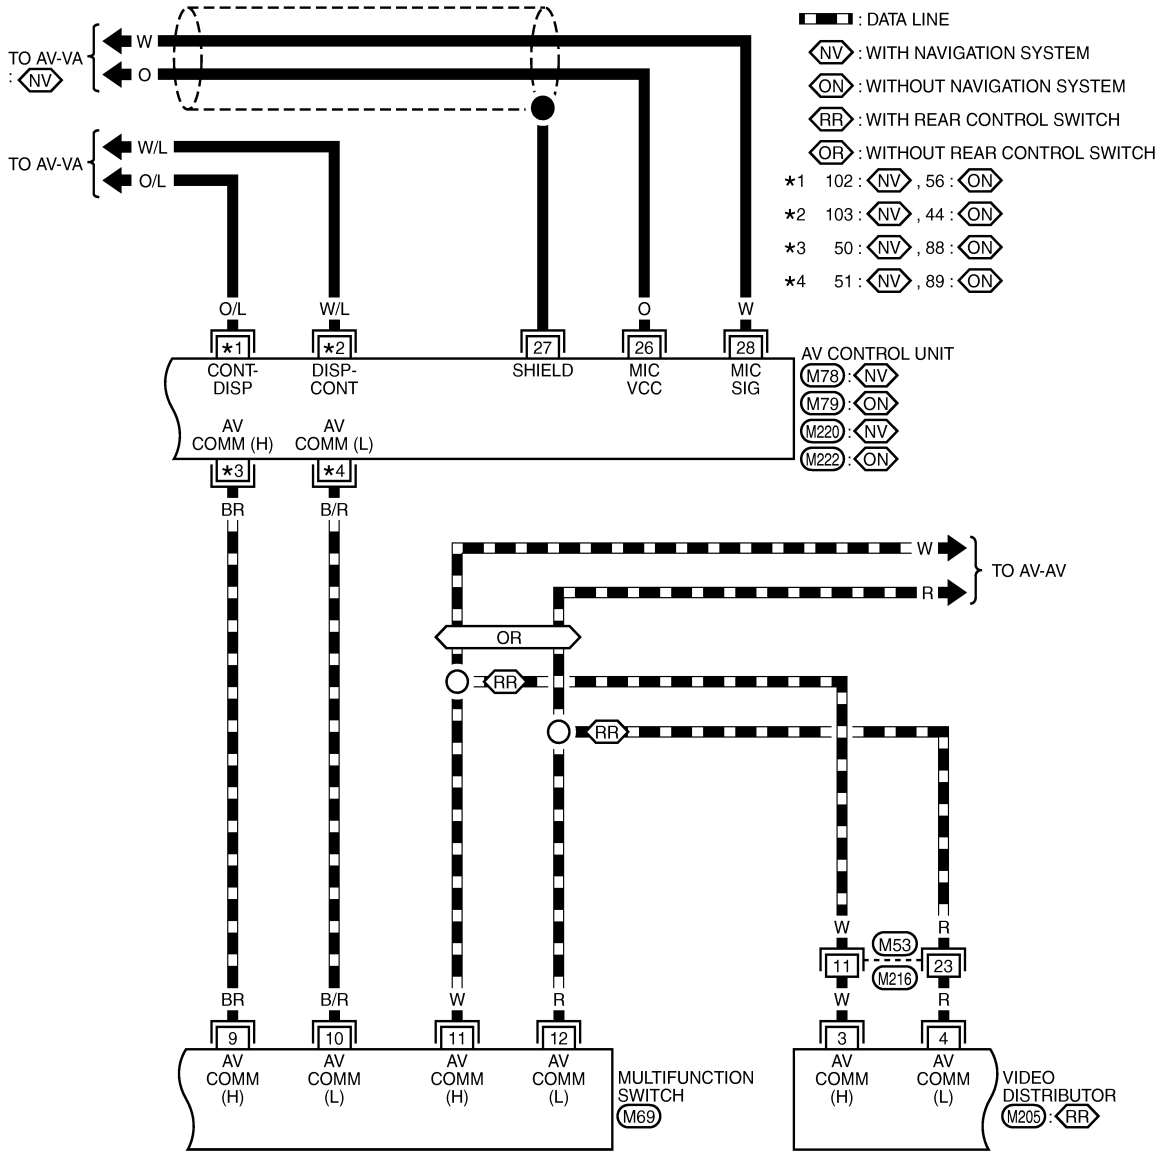 : DATA LINE
NV : WITH NAVIGATION SYSTEM
ON : WITHOUT NAVIGATION SYSTEM
RR : WITH REAR CONTROL SWITCH
OR : WITHOUT REAR CONTROL SWITCH
*1 102 : NV , 56 : ON
*2 103 : NV , 44 : ON
*3 50 : NV , 88 : ON
*4 51 : NV , 89 : ON
TO AV-VA
: NV
W
O
TO AV-VA
W/L
O/L
O/L W/L O W
*1 *2 27 26 28
CONT-
DISP
DISP-
CONT
SHIELD
MIC
VCC
MIC
SIG
AV CONTROL UNIT
M78 : NV
M79 : ON
M220 : NV
M222 : ON
AV
COMM (H)
AV
COMM (L)
*3 *4
BR B/R
W
R
TO AV-AV
OR
RR
RR
W R
M53
11 23
M216
BR B/R W R W R
9 10 11 12 3 4
AV
COMM
(H)
AV
COMM
(L)
AV
COMM
(H)
AV
COMM
(L)
MULTIFUNCTION
SWITCH
M69
AV
COMM
(H)
AV
COMM
(L)
VIDEO
DISTRIBUTOR
M205 : RR